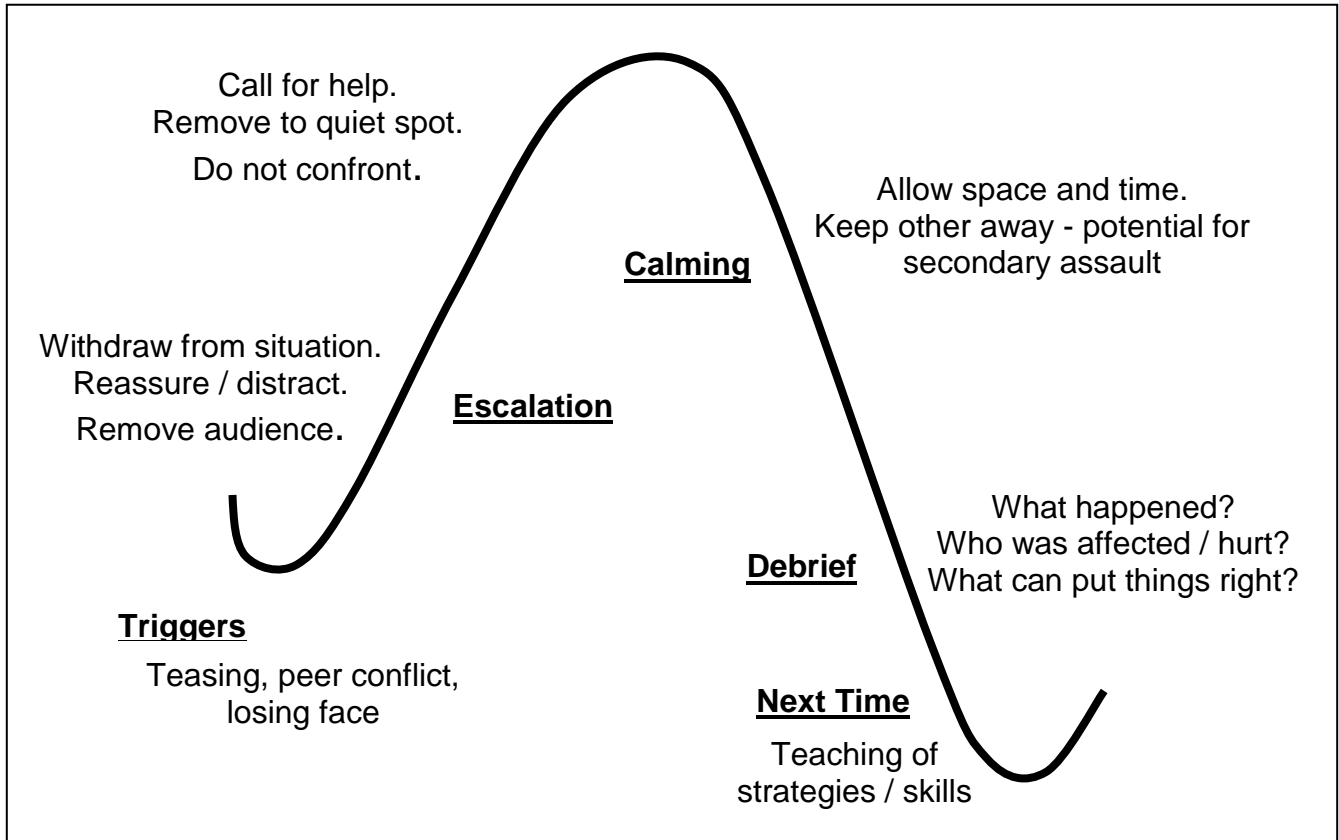 Call for help.
Remove to quiet spot.
Do not confront.
Allow space and time.
Keep other away - potential for
secondary assault
Calming
Withdraw from situation.
Reassure / distract.
Remove audience.
Escalation
What happened?
Who was affected / hurt?
What can put things right?
Debrief
Triggers
Teasing, peer conflict,
losing face
Next Time
Teaching of
strategies / skills